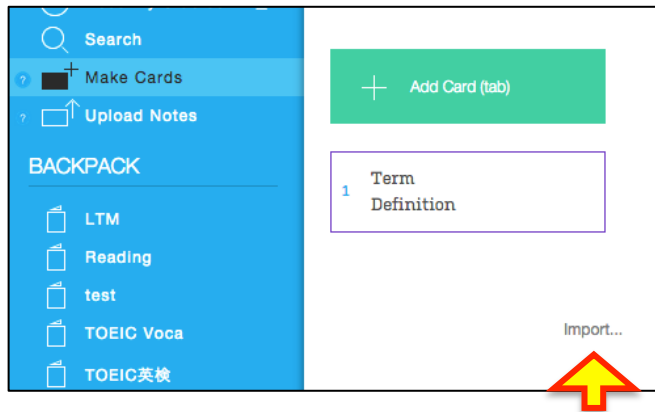 Search
? Make Cards
? Upload Notes
BACKPACK
LTM
Reading
test
TOEIC Voca
TOEIC英検
Add Card (tab)
1 Term
Definition
Import...